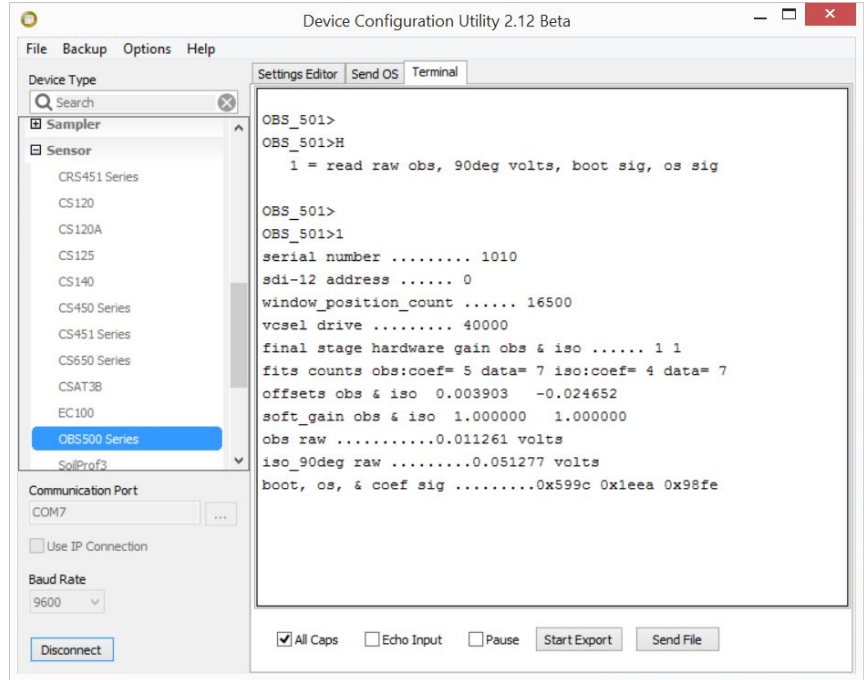 Device Configuration Utility 2.12 Beta
File Backup Options Help
Device Type
Search
Sampler
Sensor
CRS451 Series
CS120
CS120A
CS125
CS140
CS450 Series
CS451 Series
CS650 Series
CSAT3B
EC100
OBS500 Series
SoilProf3
Communication Port
COM7
...
Use IP Connection
Baud Rate
9600
Disconnect
Settings Editor Send OS Terminal
OBS_501>
OBS_501>H
1 = read raw obs, 90deg volts, boot sig, os sig
OBS_501>
OBS_501>1
serial number ......... 1010
sdi-12 address ...... 0
window_position_count ...... 16500
vcsel drive ......... 40000
final stage hardware gain obs & iso ...... 1 1
fits counts obs:coef= 5 data= 7 iso:coef= 4 data= 7
offsets obs & iso 0.003903 -0.024652
soft_gain obs & iso 1.000000 1.000000
obs raw ...........0.011261 volts
iso_90deg raw .........0.051277 volts
boot, os, & coef sig .........0x599c 0x1eea 0x98fe
All Caps Echo Input Pause Start Export Send File